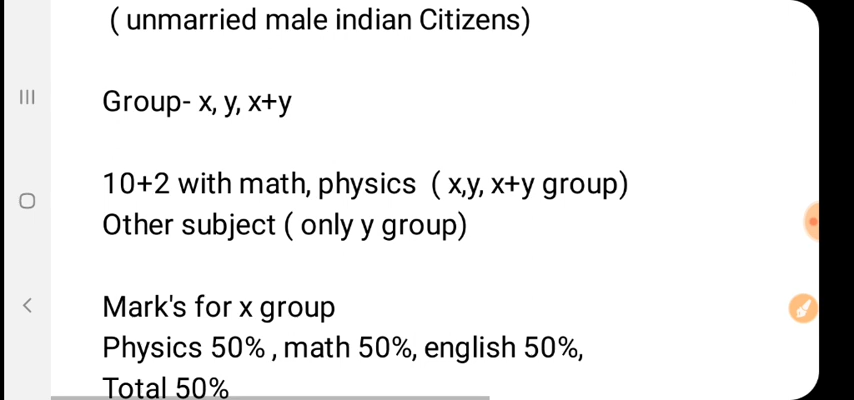 ( unmarried male indian Citizens)
Group- x, y, x+y
10+2 with math, physics  ( x,y, x+y group)
Other subject ( only y group)
Mark's for x group
Physics 50% , math 50%, english 50%,
Total 50%